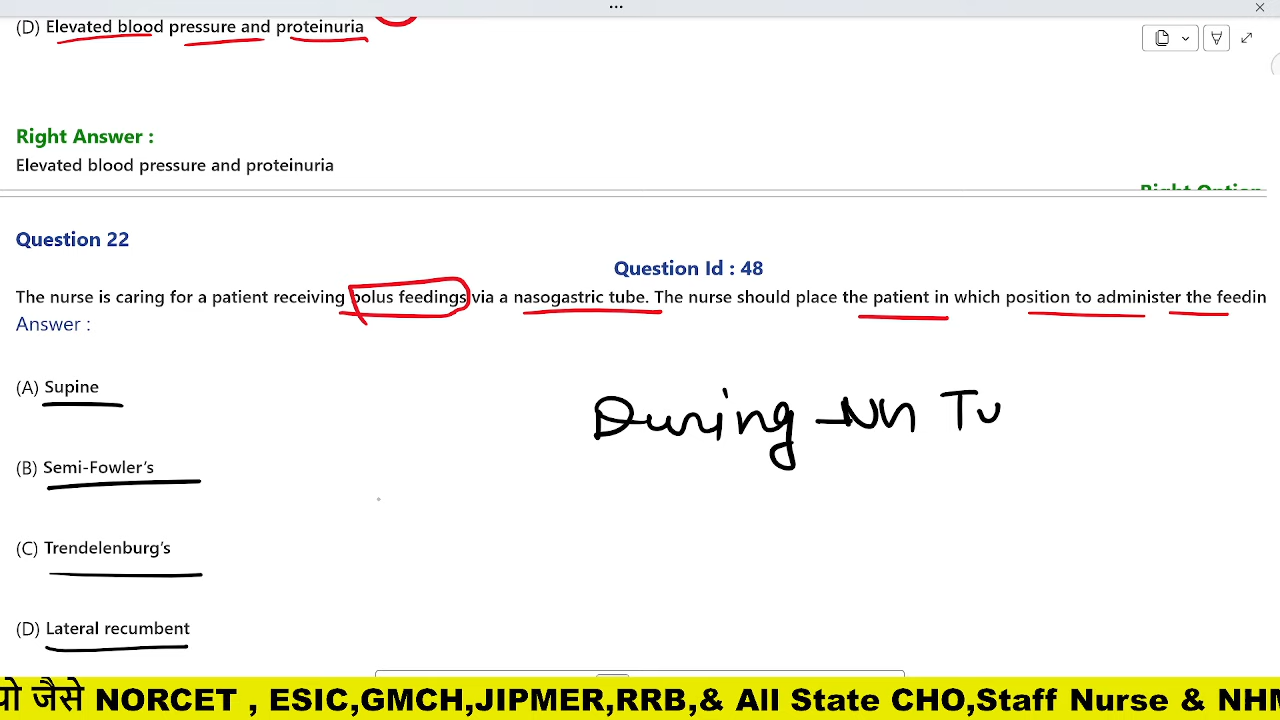 (D) Elevated blood pressure and proteinuria
Right Answer :
Elevated blood pressure and proteinuria
Right Option
Question 22
Question Id : 48
The nurse is caring for a patient receiving bolus feedings via a nasogastric tube. The nurse should place the patient in which position to administer the feedin
Answer :
(A) Supine
During Tu
(B) Semi-Fowler's
(C) Trendelenburg's
(D) Lateral recumbent
यो जैसे NORCET , ESIC,GMCH,JIPMER,RRB,& All State CHO,Staff Nurse & NHM